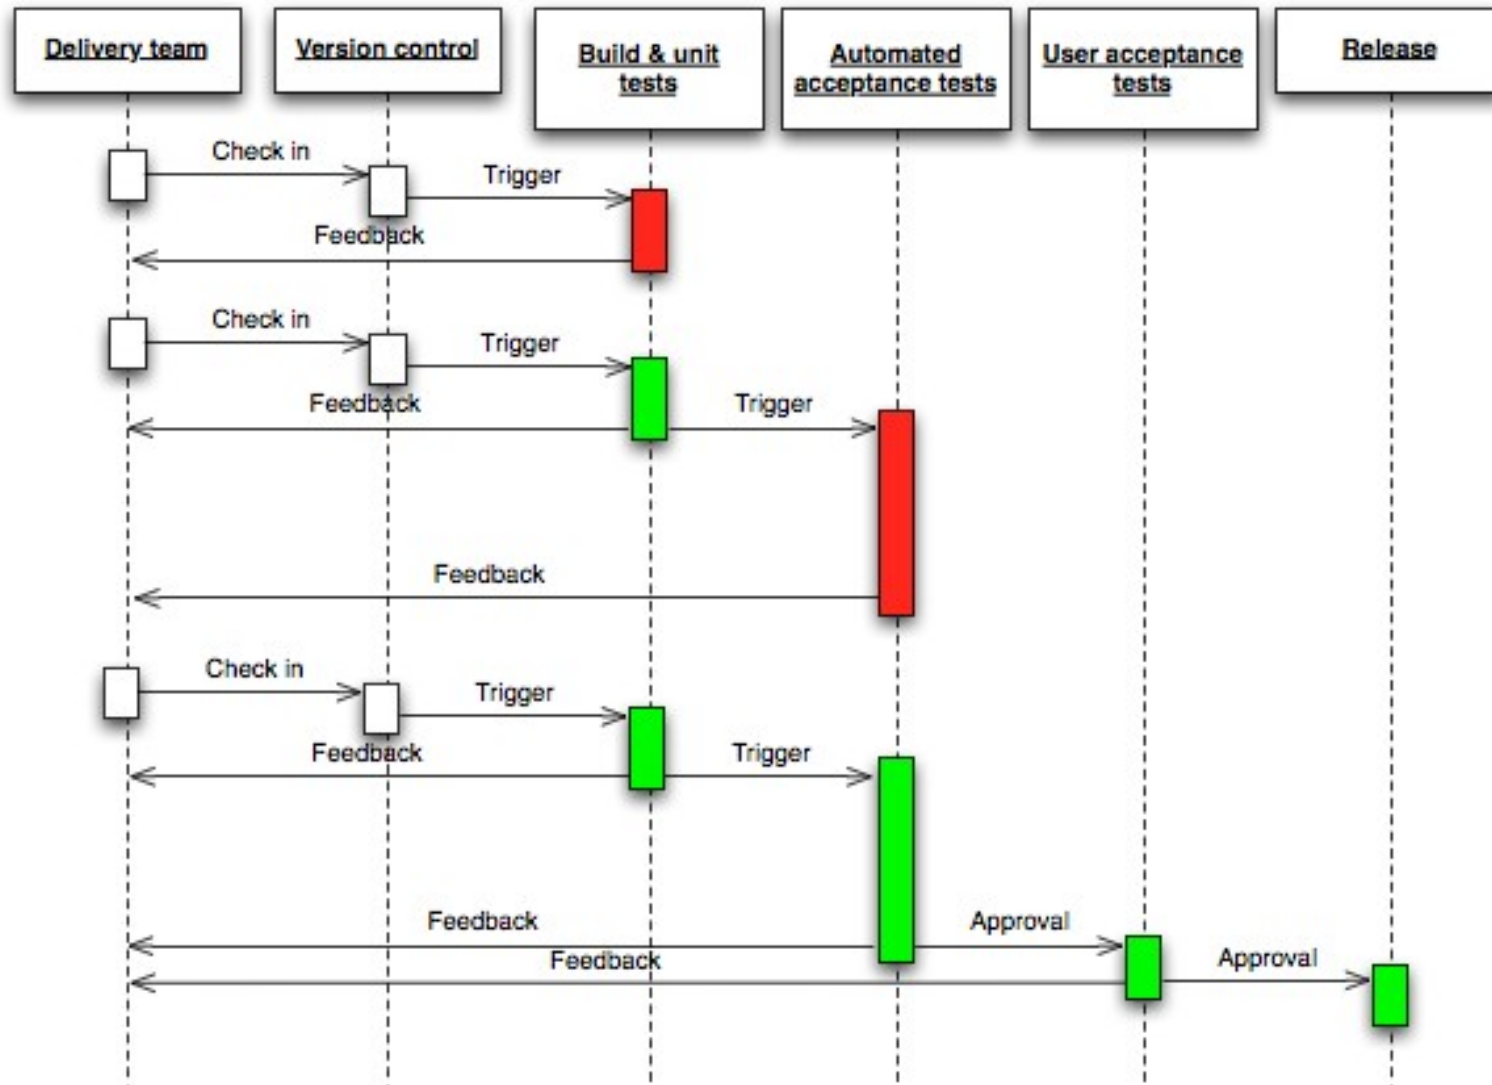 Delivery team
Version control
Build & unit
tests
Automated
acceptance tests
User acceptance
tests
Release
Check in
Trigger
Feedback
Check in
Trigger
Feedback
Trigger
Feedback
Check in
Trigger
Feedback
Trigger
Feedback
Approval
Feedback
Approval